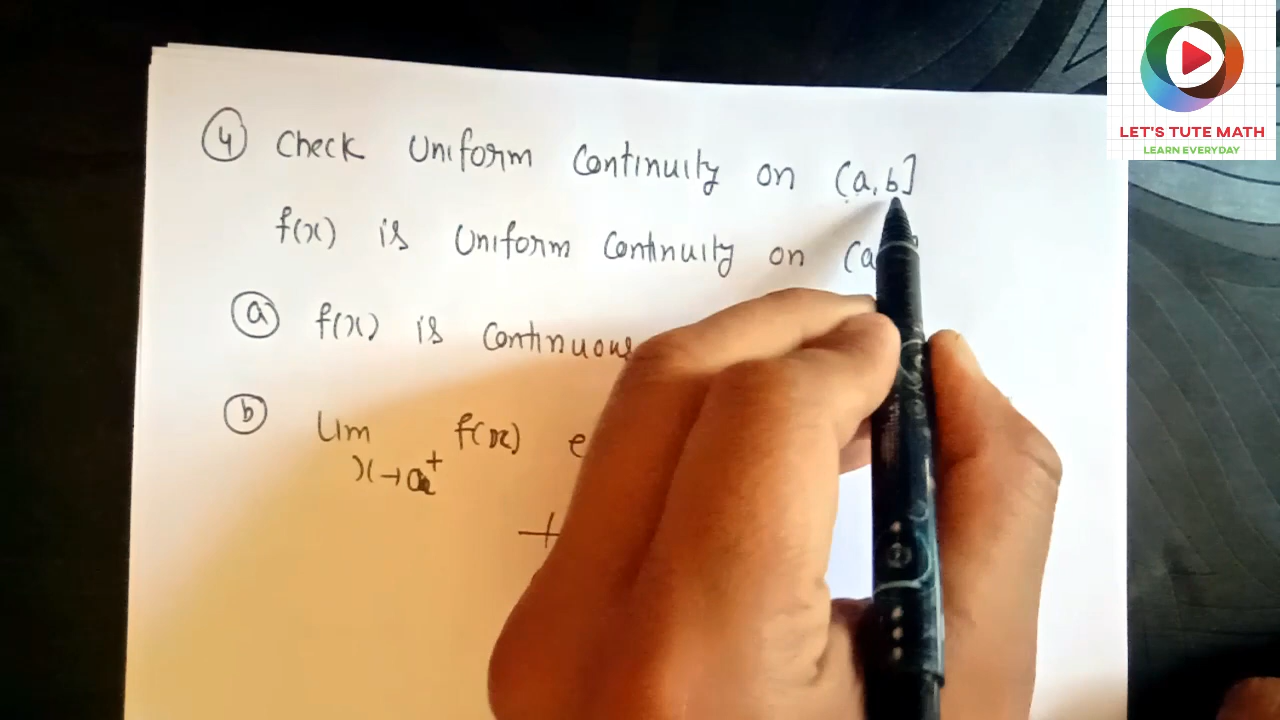 LET'S TUTE MATH
LEARN EVERYDAY
④ Check Uniform Continuity on (a, b]
f(x) is Uniform Continuity on (a
ⓐ f(x) is Continuous
ⓑ Lim f(x) e
x→a⁺